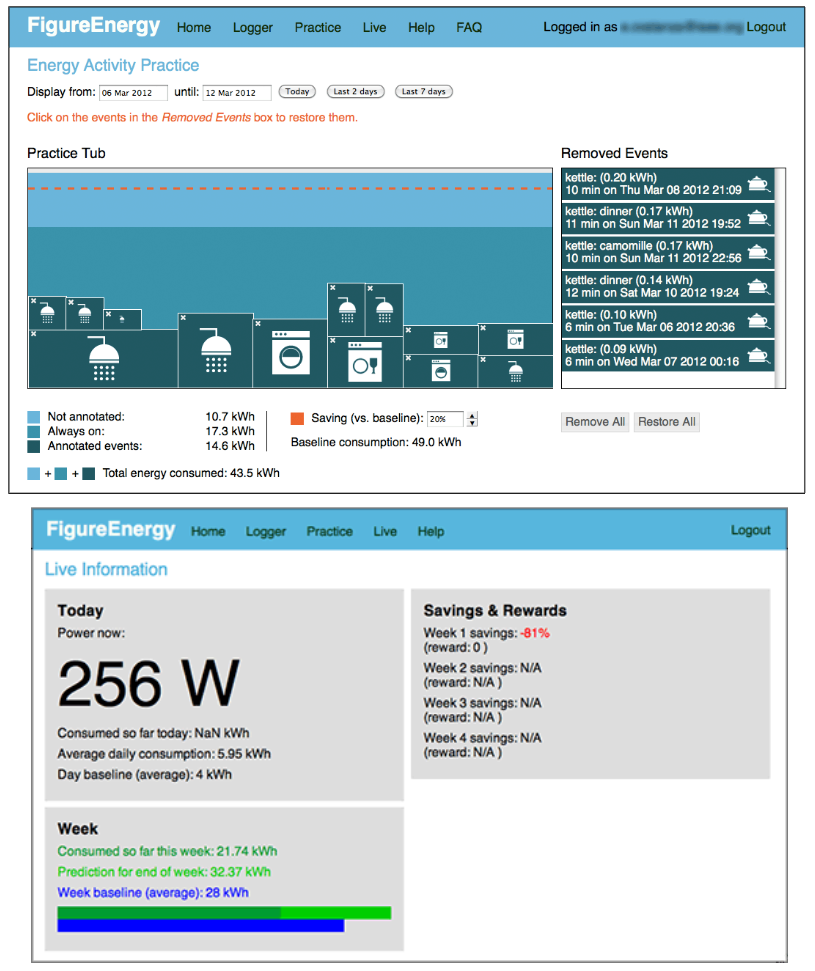 FigureEnergy Home Logger Practice Live Help FAQ Logged in as Logout
Energy Activity Practice
Display from: 06 Mar 2012 until: 12 Mar 2012 Today Last 2 days Last 7 days
Click on the events in the Removed Events box to restore them.
Practice Tub
Removed Events
kettle: (0.20 kWh)
10 min on Thu Mar 08 2012 21:09
kettle: dinner (0.17 kWh)
11 min on Sun Mar 11 2012 19:52
kettle: camomille (0.17 kWh)
10 min on Sun Mar 11 2012 22:56
kettle: dinner (0.14 kWh)
12 min on Sat Mar 10 2012 19:24
kettle: (0.10 kWh)
6 min on Tue Mar 06 2012 20:36
kettle: (0.09 kWh)
6 min on Wed Mar 07 2012 00:16
Remove All Restore All
Not annotated: 10.7 kWh
Always on: 17.3 kWh
Annotated events: 14.6 kWh
Saving (vs. baseline): 20%
Baseline consumption: 49.0 kWh
+ + Total energy consumed: 43.5 kWh
FigureEnergy Home Logger Practice Live Help Logout
Live Information
Today
Power now:
256 W
Consumed so far today: NaN kWh
Average daily consumption: 5.95 kWh
Day baseline (average): 4 kWh
Savings & Rewards
Week 1 savings: -81%
(reward: 0 )
Week 2 savings: N/A
(reward: N/A )
Week 3 savings: N/A
(reward: N/A )
Week 4 savings: N/A
(reward: N/A )
Week
Consumed so far this week: 21.74 kWh
Prediction for end of week: 32.37 kWh
Week baseline (average): 28 kWh